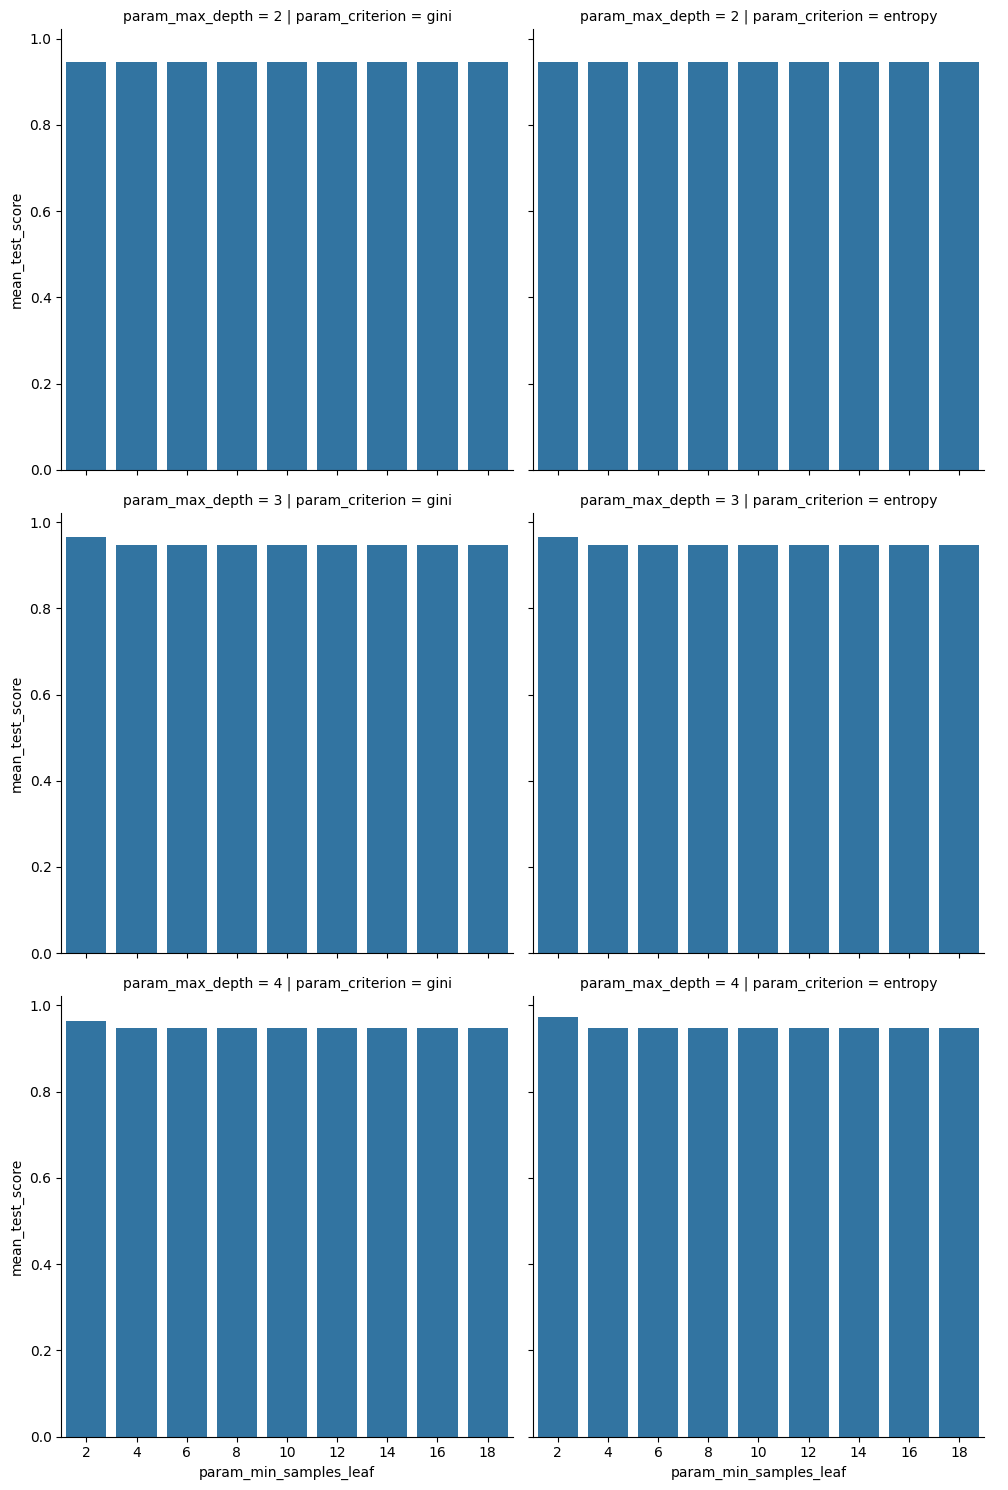 param_max_depth = 2 | param_criterion = gini
param_max_depth = 2 | param_criterion = entropy
1.0
0.8
0.6
0.4
0.2
0.0
mean_test_score
param_max_depth = 3 | param_criterion = gini
param_max_depth = 3 | param_criterion = entropy
1.0
0.8
0.6
0.4
0.2
0.0
mean_test_score
param_max_depth = 4 | param_criterion = gini
param_max_depth = 4 | param_criterion = entropy
1.0
0.8
0.6
0.4
0.2
0.0
mean_test_score
2 4 6 8 10 12 14 16 18
param_min_samples_leaf
2 4 6 8 10 12 14 16 18
param_min_samples_leaf